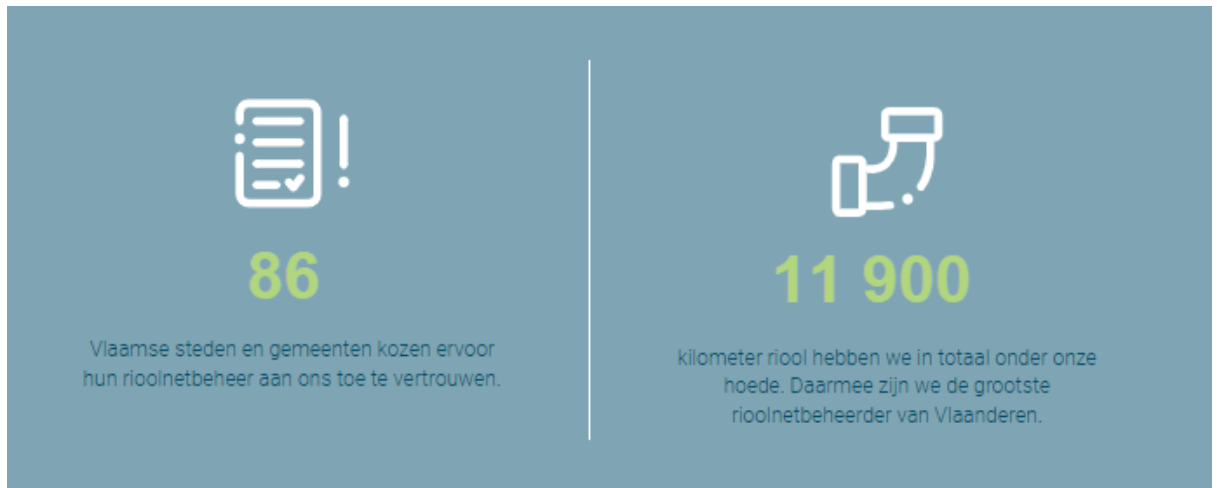 86
Vlaamse steden en gemeenten kozen ervoor
hun rioolnetbeheer aan ons toe te vertrouwen.
11 900
kilometer riool hebben we in totaal onder onze
hoede. Daarmee zijn we de grootste
rioolnetbeheerder van Vlaanderen.